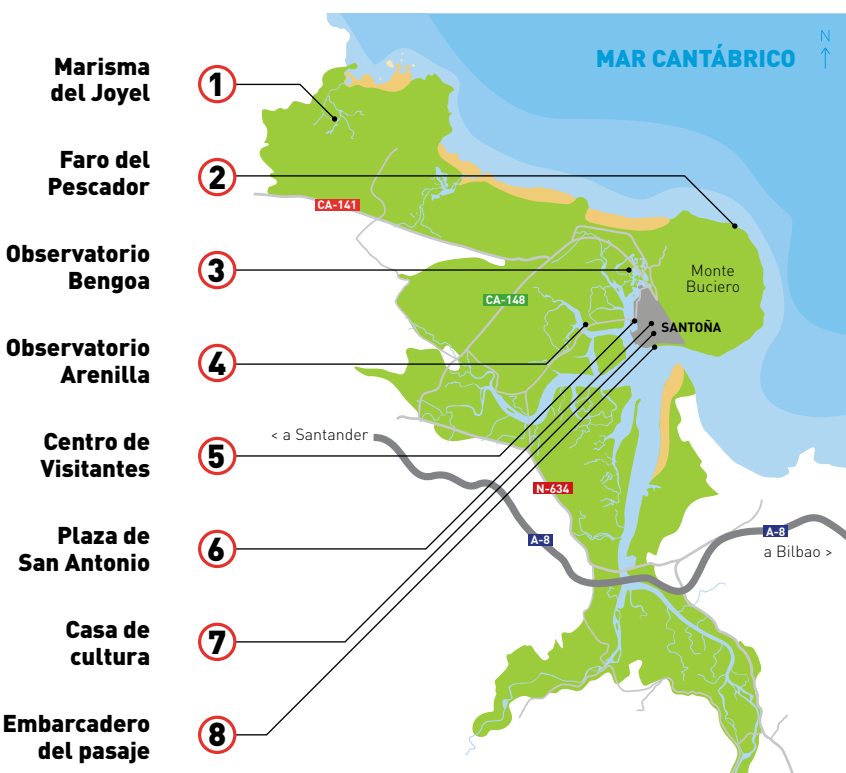 Marisma
del Joyel
1
Faro del
Pescador
2
Observatorio
Bengoa
3
Observatorio
Arenilla
4
Centro de
Visitantes
5
Plaza de
San Antonio
6
Casa de
cultura
7
Embarcadero
del pasaje
8
MAR CANTÁBRICO
N
CA-141
Monte
Buciero
CA-148
SANTOÑA
< a Santander
N-634
A-8
A-8
a Bilbao >